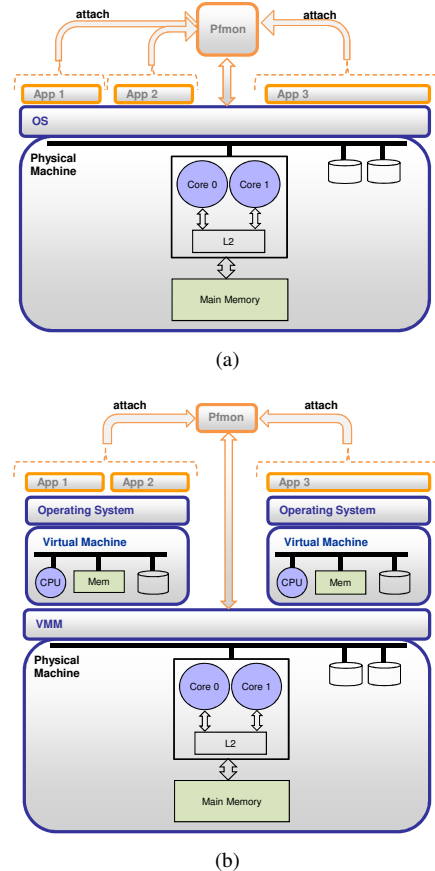 attach
attach
Pfmon
App 1
App 2
App 3
OS
Physical
Machine
Core 0
Core 1
L2
Main Memory
(a)
attach
attach
Pfmon
App 1
App 2
App 3
Operating System
Operating System
Virtual Machine
Virtual Machine
CPU
Mem
CPU
Mem
VMM
Physical
Machine
Core 0
Core 1
L2
Main Memory
(b)